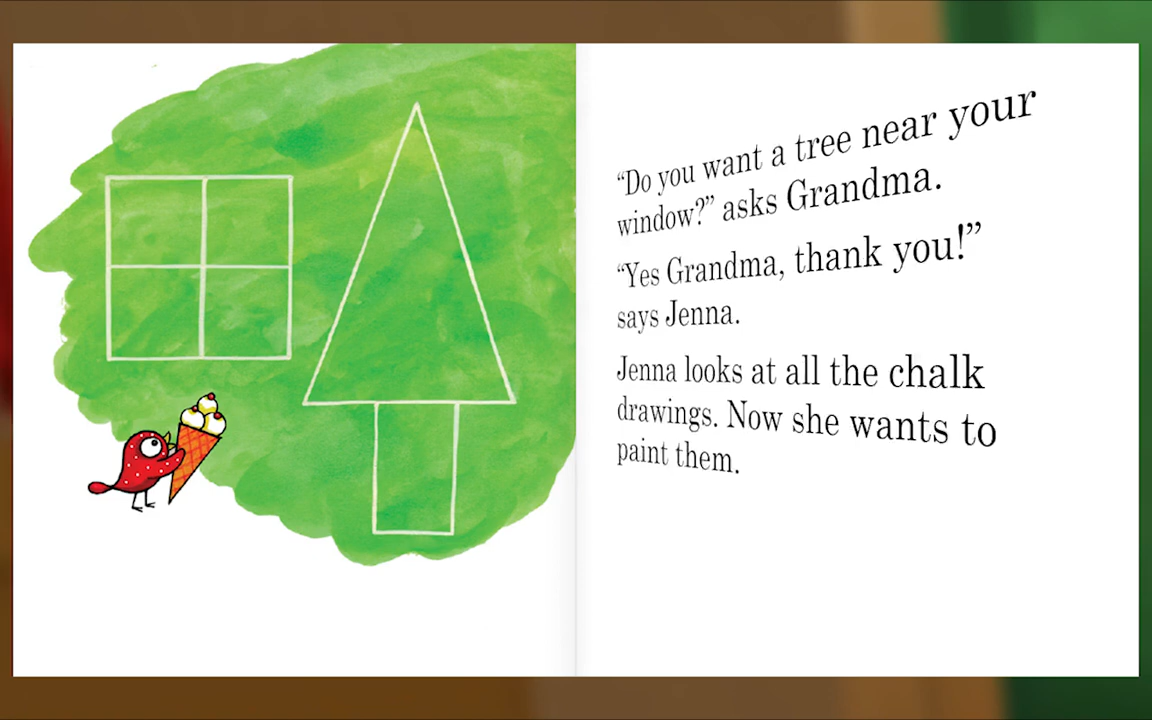 “Do you want a tree near your
window?” asks Grandma.
“Yes Grandma, thank you!”
says Jenna.
Jenna looks at all the chalk
drawings. Now she wants to
paint them.